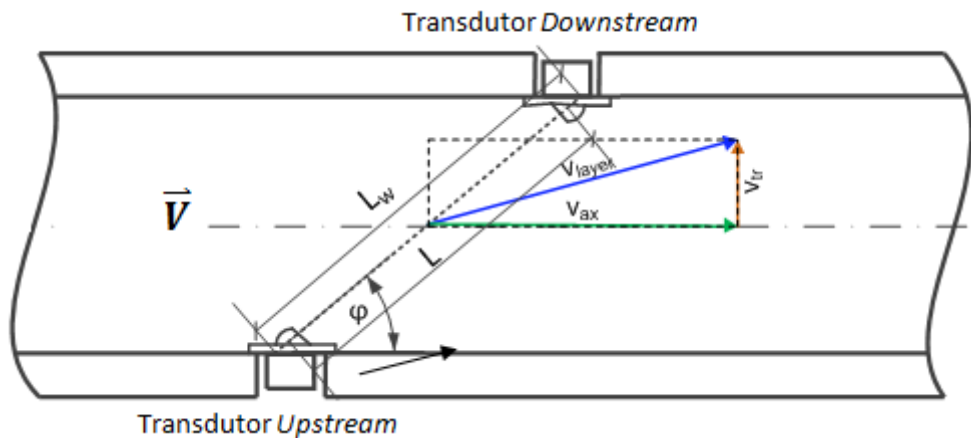 Transdutor Downstream
V
L_w
v_layer
v_tr
v_ax
L
φ
Transdutor Upstream